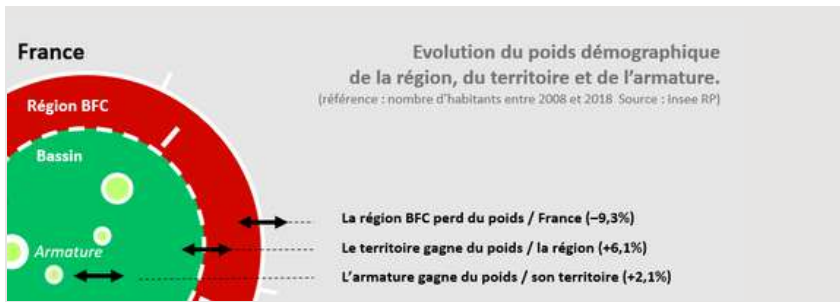 France
Evolution du poids démographique
de la région, du territoire et de l'armature.
(référence : nombre d'habitants entre 2008 et 2018 Source : insee RP)
Région BFC
Bassin
Armature
La région BFC perd du poids / France (–9,3%)
Le territoire gagne du poids / la région (+6,1%)
L'armature gagne du poids / son territoire (+2,1%)